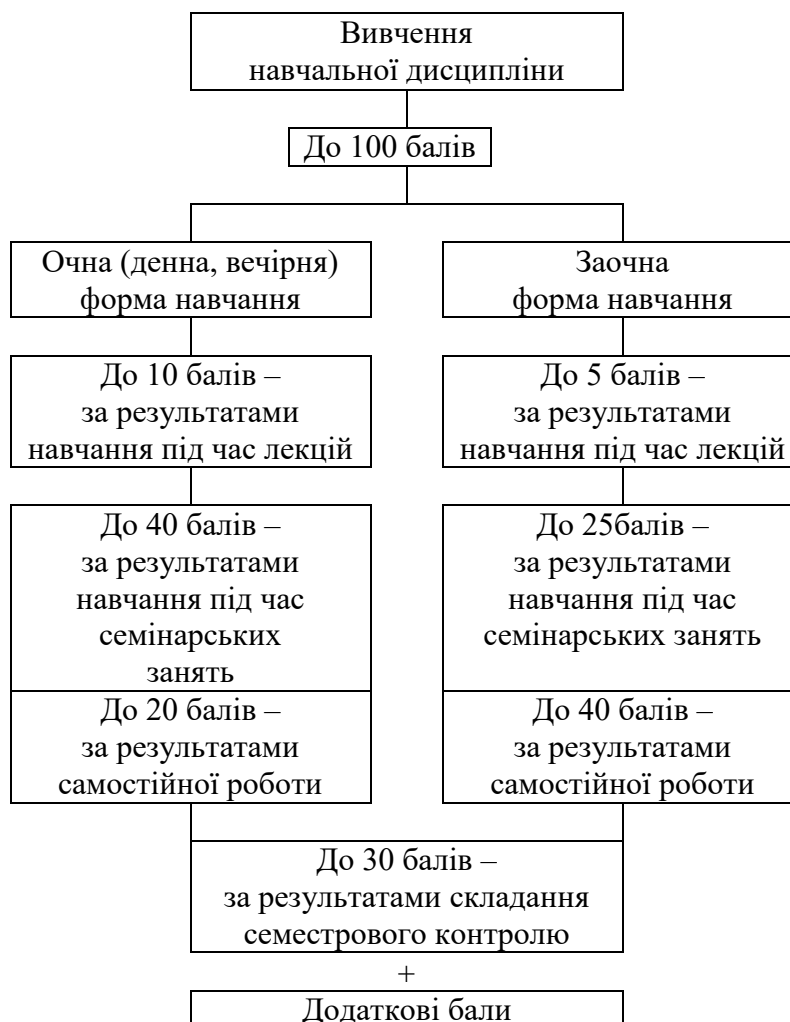 Вивчення
навчальної дисципліни
До 100 балів
Очна (денна, вечірня)
форма навчання
Заочна
форма навчання
До 10 балів –
за результатами
навчання під час лекцій
До 5 балів –
за результатами
навчання під час лекцій
До 40 балів –
за результатами
навчання під час
семінарських
занять
До 25балів –
за результатами
навчання під час
семінарських занять
До 20 балів –
за результатами
самостійної роботи
До 40 балів –
за результатами
самостійної роботи
До 30 балів –
за результатами складання
семестрового контролю
+
Додаткові бали